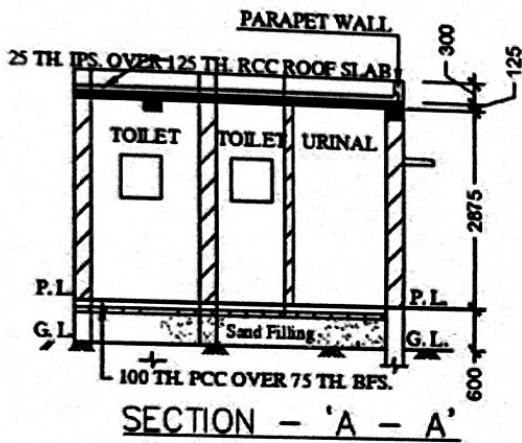 PARAPET WALL
25 TH. IPS. OVER 125 TH. RCC ROOF SLAB
300
125
TOILET
TOILET
URINAL
2875
P.L.
P.L.
G.L.
Sand Filling
G.L.
600
100 TH. PCC OVER 75 TH. BFS.
SECTION - 'A - A'